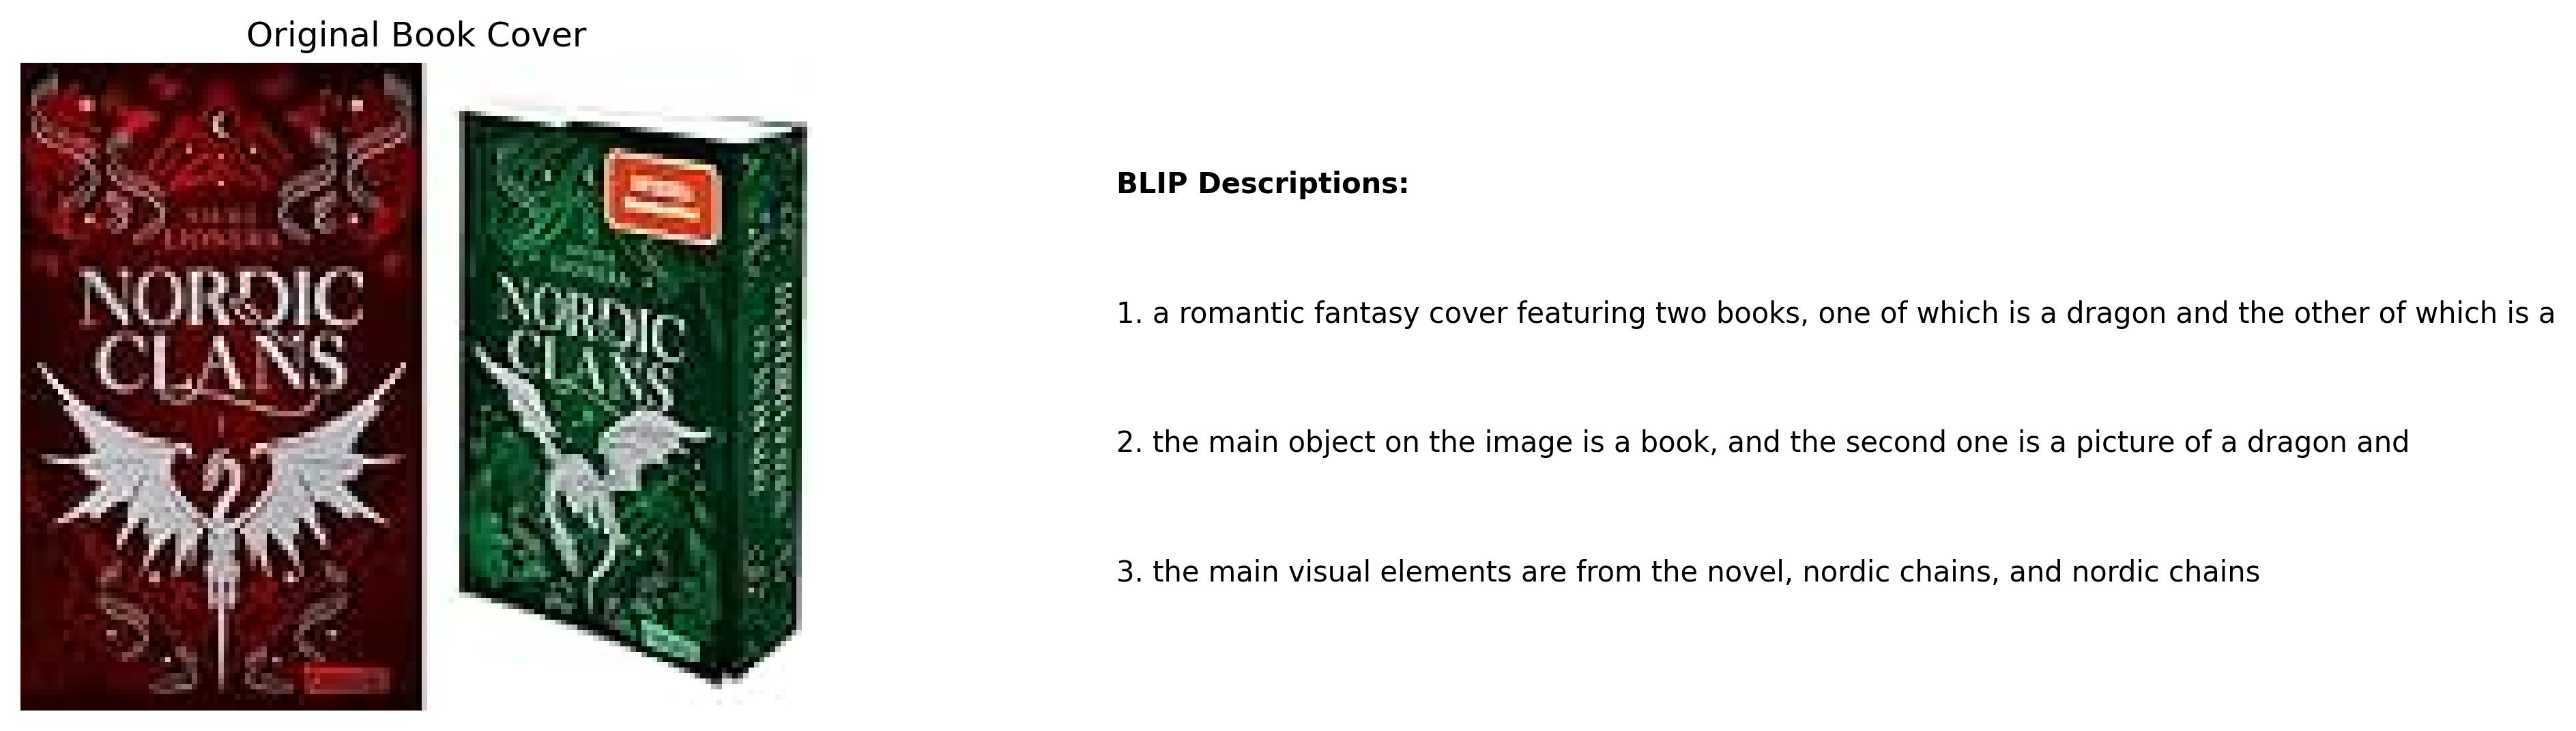 Original Book Cover
NORDIC
CLANS
NORDIC
CLANS
BLIP Descriptions:
1. a romantic fantasy cover featuring two books, one of which is a dragon and the other of which is a
2. the main object on the image is a book, and the second one is a picture of a dragon and
3. the main visual elements are from the novel, nordic chains, and nordic chains